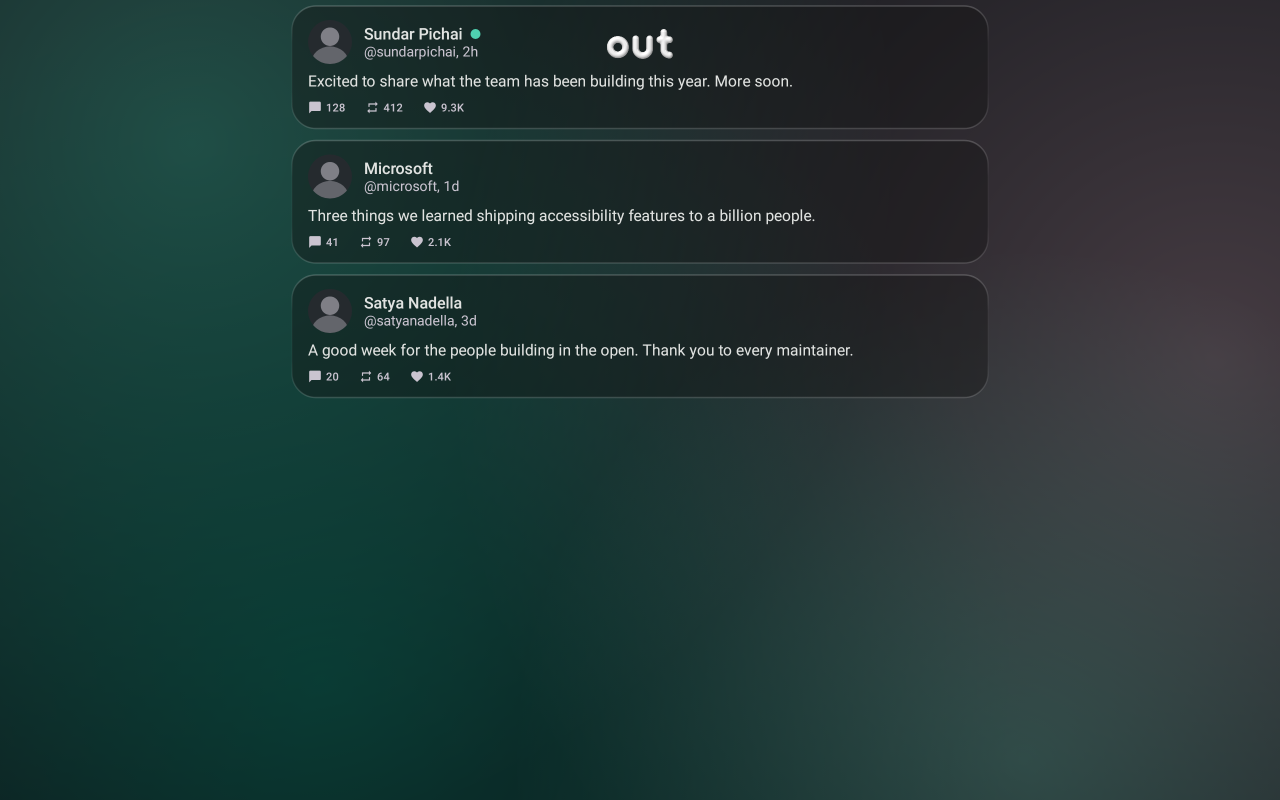 Sundar Pichai
@sundarpichai, 2h
out
Excited to share what the team has been building this year. More soon.
128 412 9.3K
Microsoft
@microsoft, 1d
Three things we learned shipping accessibility features to a billion people.
41 97 2.1K
Satya Nadella
@satyanadella, 3d
A good week for the people building in the open. Thank you to every maintainer.
20 64 1.4K